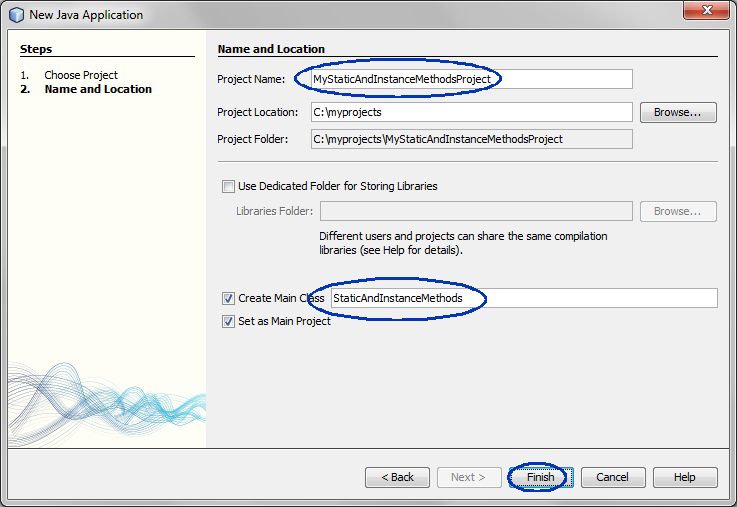 New Java Application
Steps
1. Choose Project
2. Name and Location
Name and Location
Project Name: MyStaticAndInstanceMethodsProject
Project Location: C:\myprojects Browse...
Project Folder: C:\myprojects\MyStaticAndInstanceMethodsProject
Use Dedicated Folder for Storing Libraries
Libraries Folder: Browse...
Different users and projects can share the same compilation
libraries (see Help for details).
Create Main Class StaticAndInstanceMethods
Set as Main Project
< Back Next > Finish Cancel Help